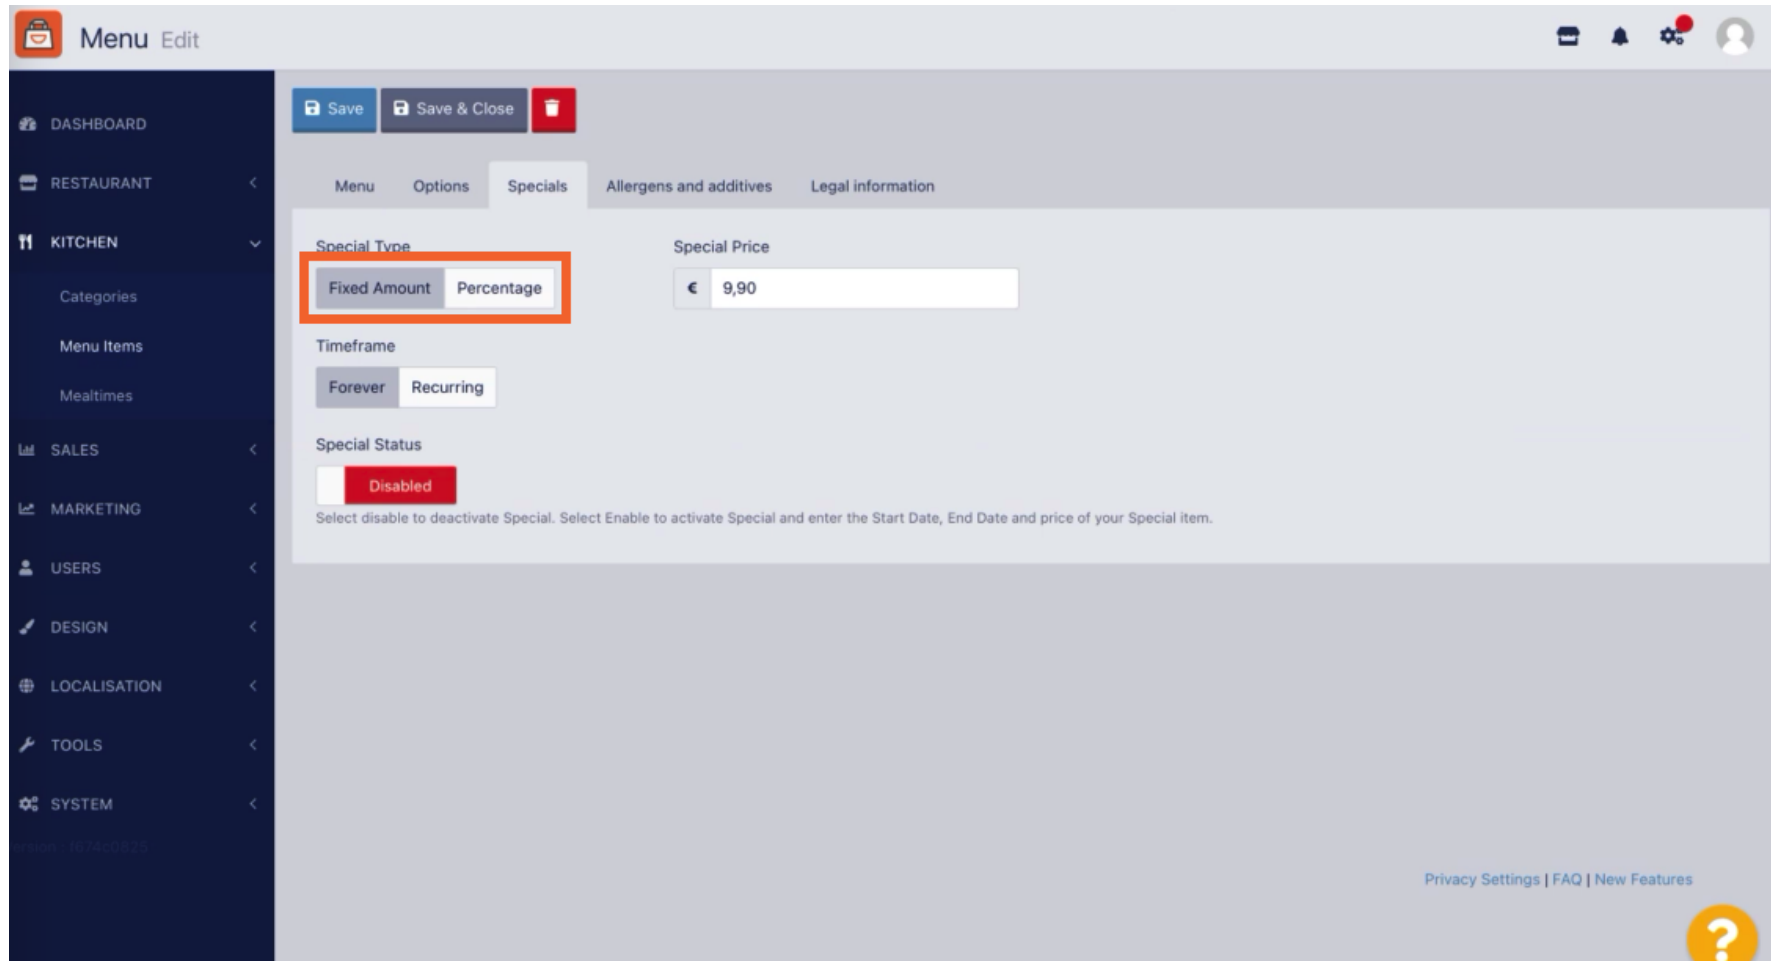 Menu Edit
Save Save & Close
DASHBOARD
RESTAURANT
KITCHEN
Categories
Menu Items
Mealtimes
SALES
MARKETING
USERS
DESIGN
LOCALISATION
TOOLS
SYSTEM
f674c0825
Menu Options Specials Allergens and additives Legal information
Special Type
Fixed Amount Percentage
Special Price
€ 9,90
Timeframe
Forever Recurring
Special Status
Disabled
Select disable to deactivate Special. Select Enable to activate Special and enter the Start Date, End Date and price of your Special item.
Privacy Settings | FAQ | New Features
?